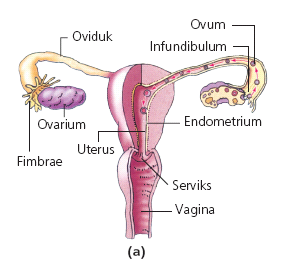 Ovum
Oviduk
Infundibulum
Ovarium
Endometrium
Uterus
Fimbrae
Serviks
Vagina
(a)